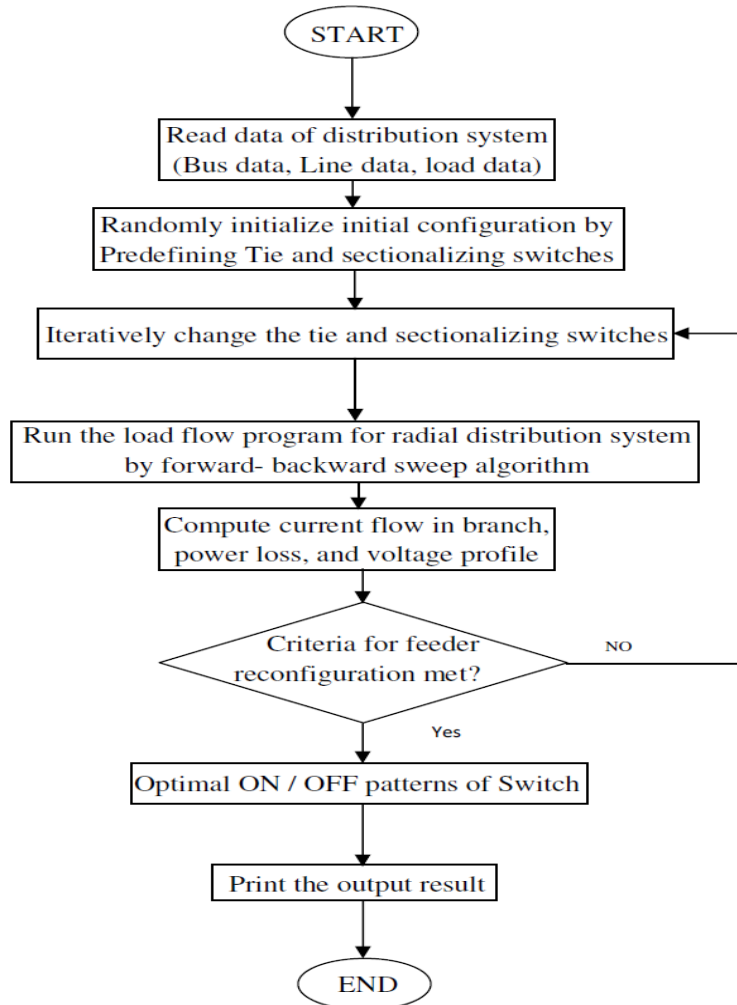 START
Read data of distribution system
(Bus data, Line data, load data)
Randomly initialize initial configuration by
Predefining Tie and sectionalizing switches
Iteratively change the tie and sectionalizing switches
Run the load flow program for radial distribution system
by forward- backward sweep algorithm
Compute current flow in branch,
power loss, and voltage profile
Criteria for feeder
reconfiguration met?
NO
Yes
Optimal ON / OFF patterns of Switch
Print the output result
END